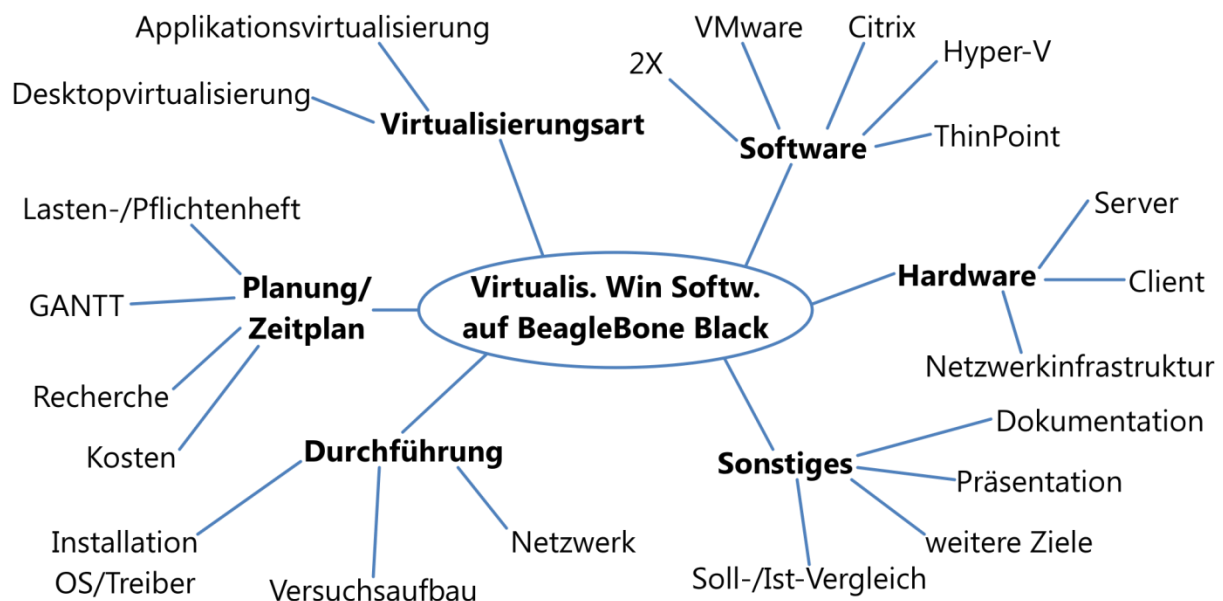 Applikationsvirtualisierung
Desktopvirtualisierung
Virtualisierungsart
VMware
Citrix
2X
Hyper-V
ThinPoint
Software
Lasten-/Pflichtenheft
GANTT
Planung/
Zeitplan
Recherche
Kosten
Virtualis. Win Softw.
auf BeagleBone Black
Server
Hardware
Client
Netzwerkinfrastruktur
Durchführung
Installation
OS/Treiber
Versuchsaufbau
Netzwerk
Sonstiges
Dokumentation
Präsentation
weitere Ziele
Soll-/Ist-Vergleich